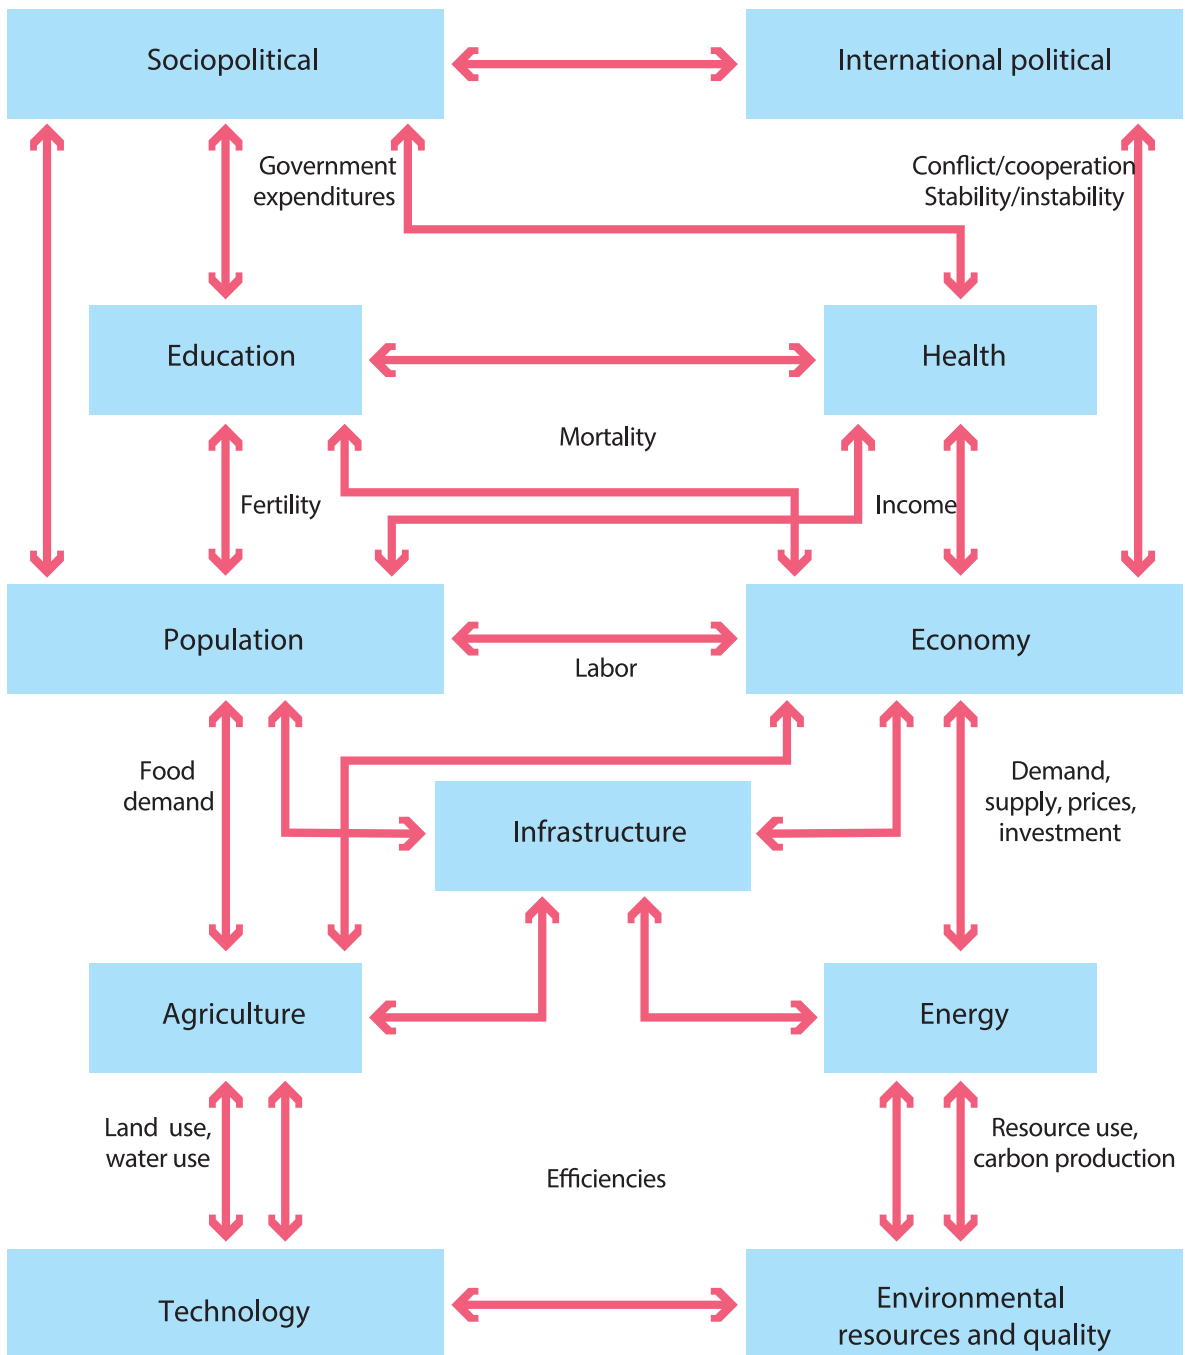 Sociopolitical
International political
Government
expenditures
Conflict/cooperation
Stability/instability
Education
Health
Mortality
Fertility
Income
Population
Economy
Labor
Food
demand
Demand,
supply, prices,
investment
Infrastructure
Agriculture
Energy
Land use,
water use
Resource use,
carbon production
Efficiencies
Technology
Environmental
resources and quality